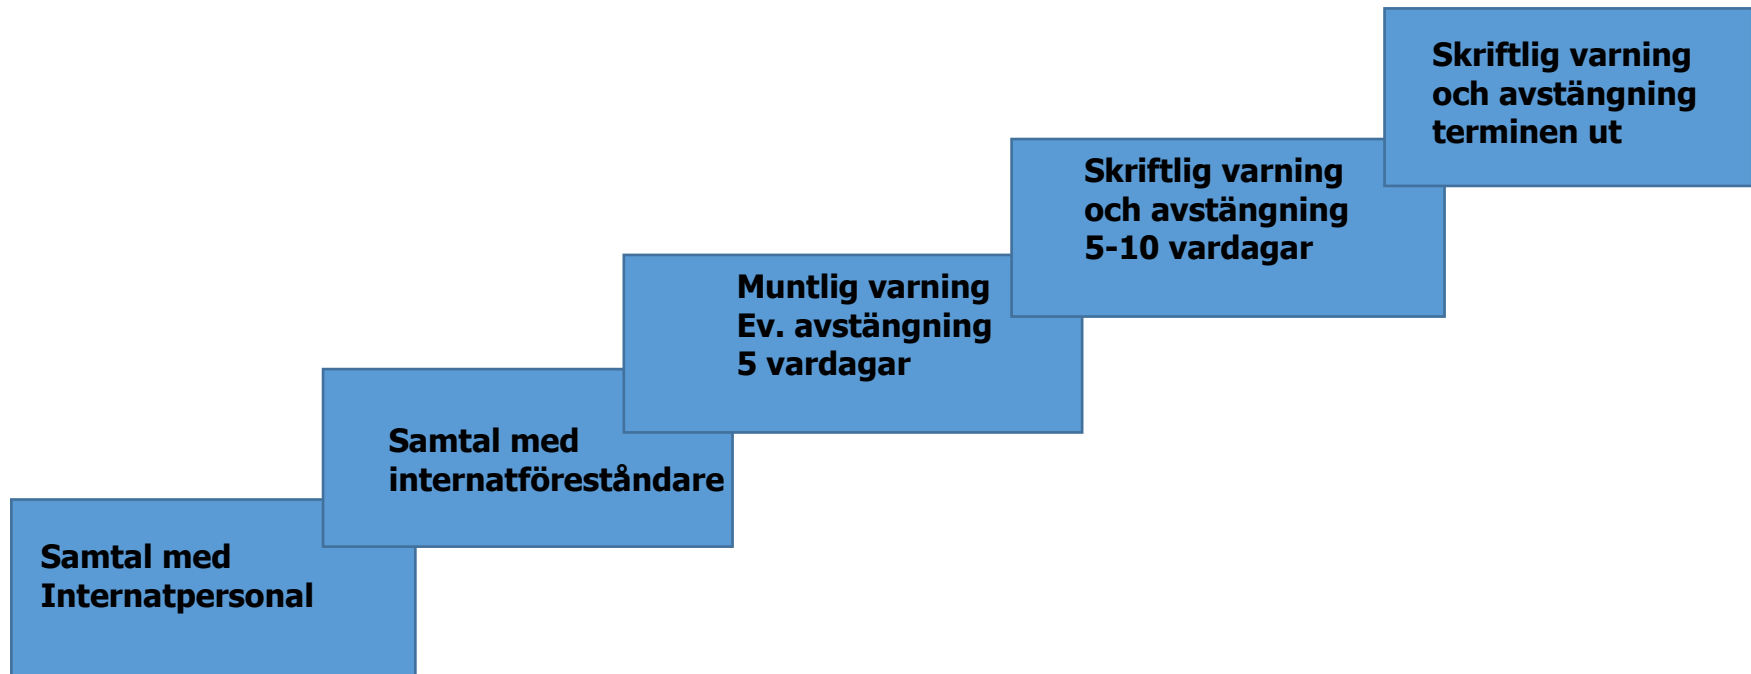 Skriftlig varning
och avstängning
terminen ut
Skriftlig varning
och avstängning
5-10 vardagar
Muntlig varning
Ev. avstängning
5 vardagar
Samtal med
internatföreståndare
Samtal med
Internatpersonal